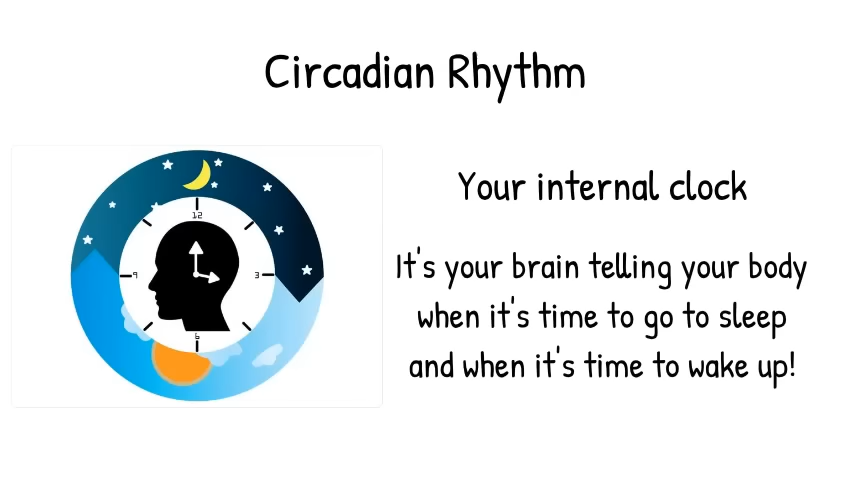 Circadian Rhythm
12
9
3
6
Your internal clock
It's your brain telling your body
when it's time to go to sleep
and when it's time to wake up!